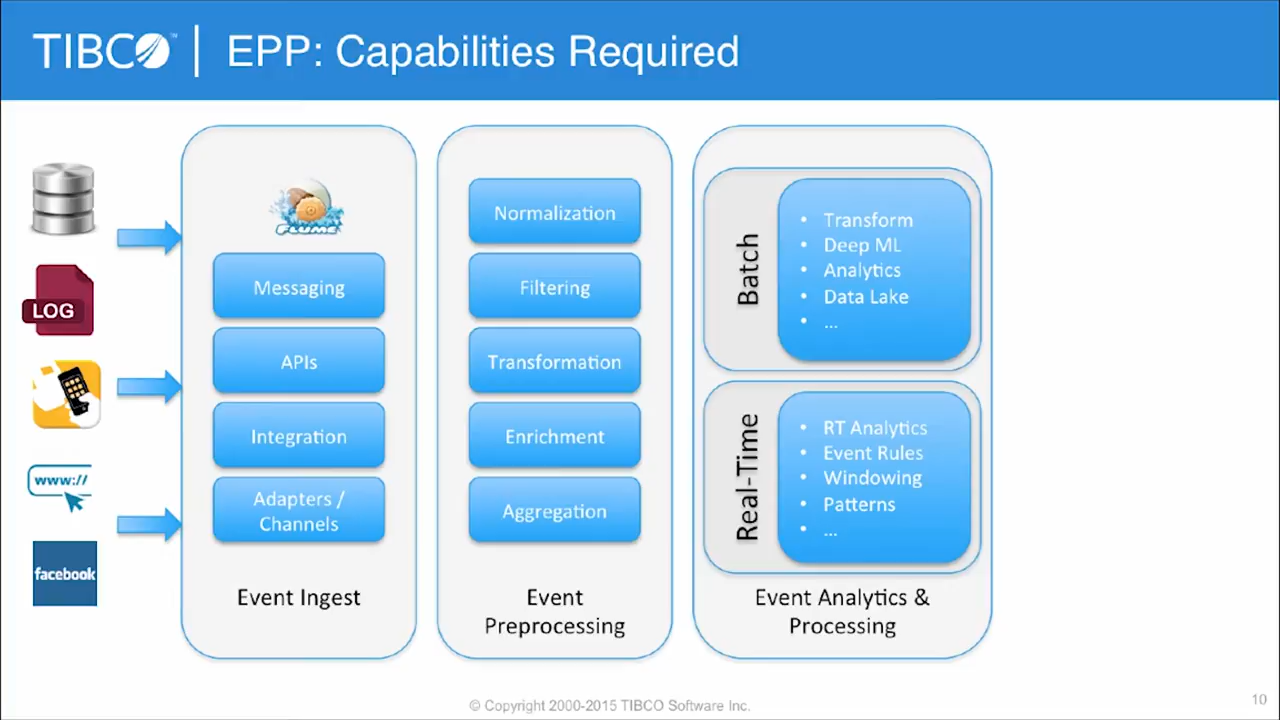 TIBCO™ | EPP: Capabilities Required
LOG
www://
facebook
FLUME
Messaging
APIs
Integration
Adapters /
Channels
Event Ingest
Normalization
Filtering
Transformation
Enrichment
Aggregation
Event
Preprocessing
Batch
• Transform
• Deep ML
• Analytics
• Data Lake
• ...
Real-Time
• RT Analytics
• Event Rules
• Windowing
• Patterns
• ...
Event Analytics &
Processing
© Copyright 2000-2015 TIBCO Software Inc.
10